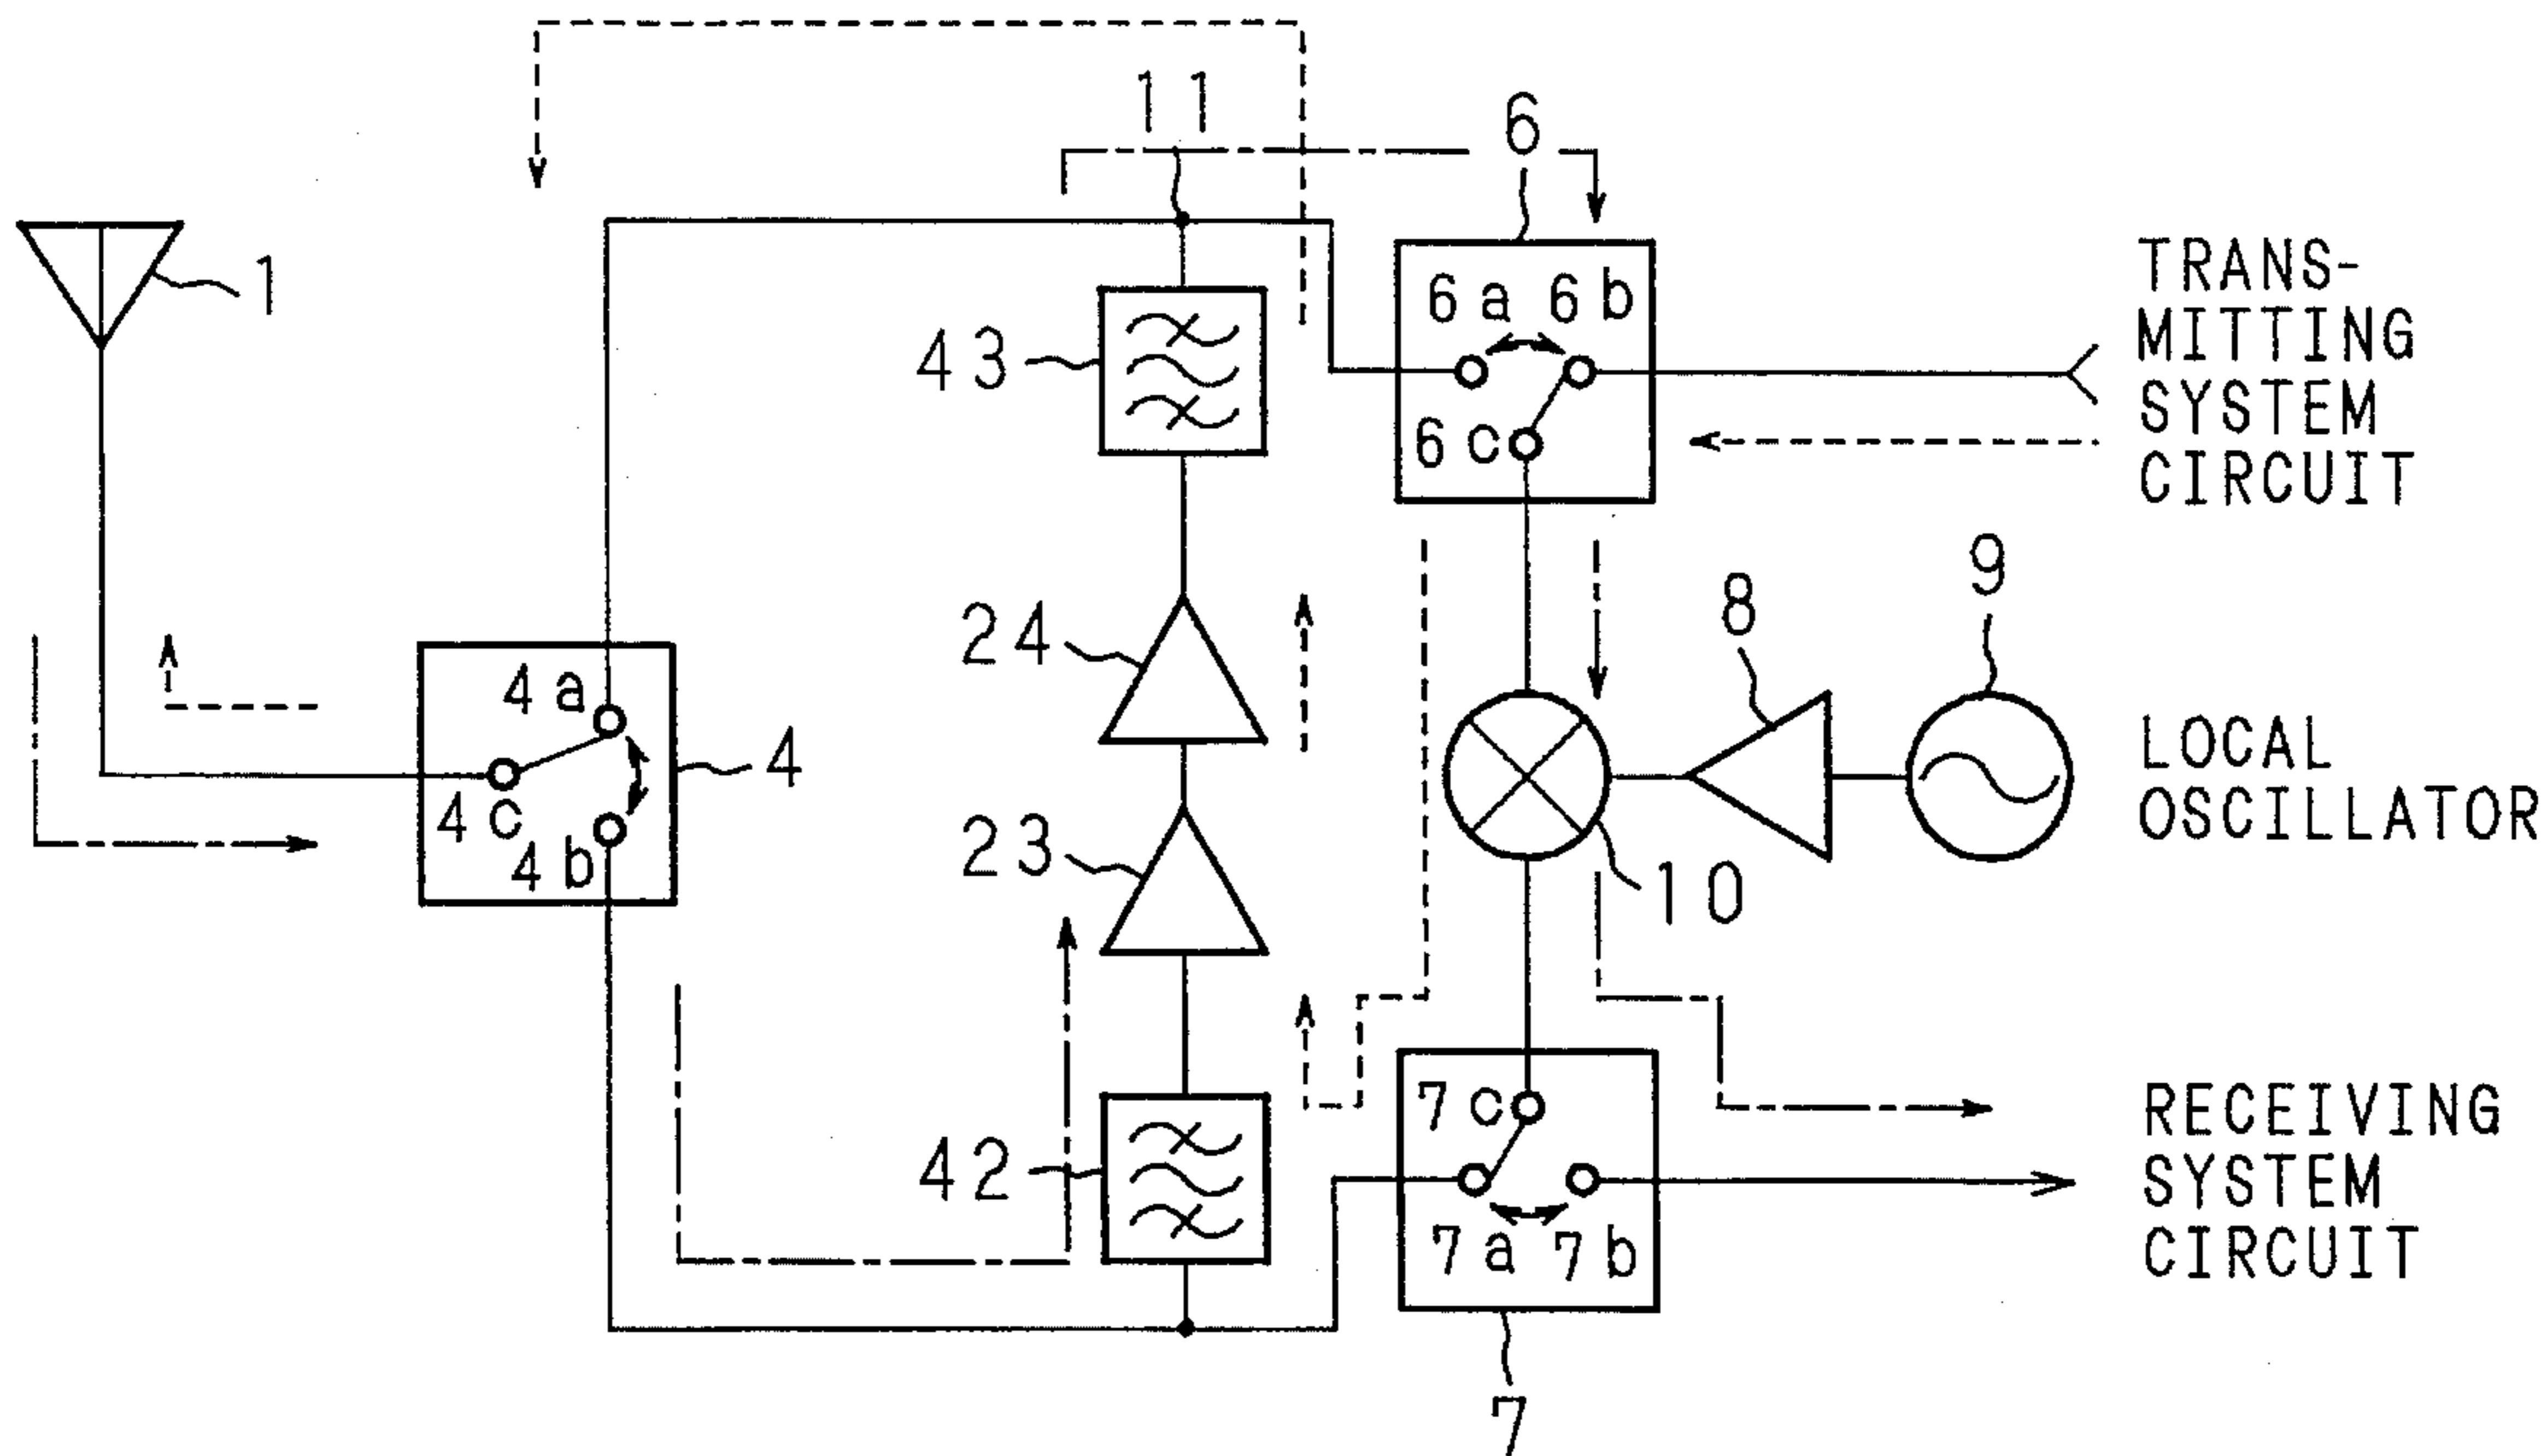 11
6
1
6a 6b
6c
TRANS-
MITTING
SYSTEM
CIRCUIT
43
24
8
9
4a
4c
4b
4
23
10
LOCAL
OSCILLATOR
42
7c
7a 7b
7
RECEIVING
SYSTEM
CIRCUIT